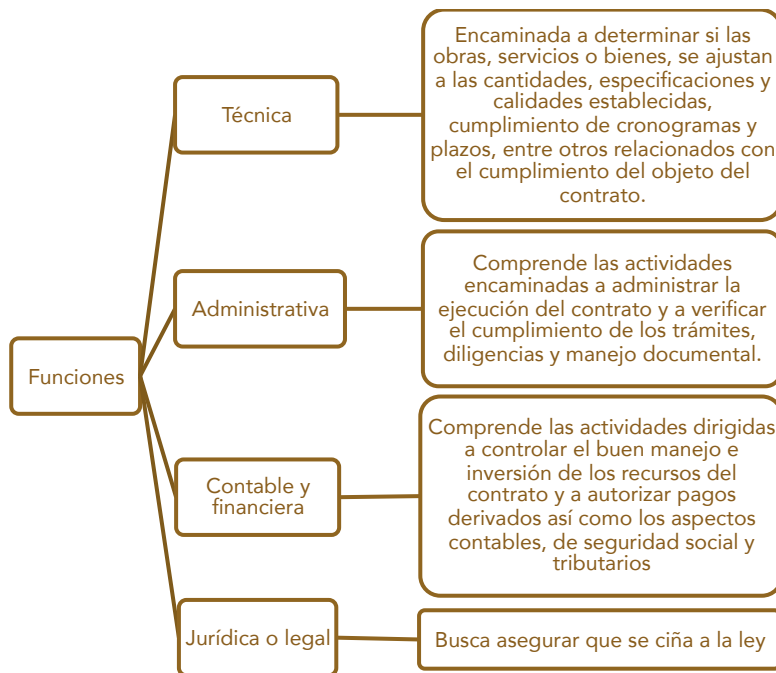 Funciones
Técnica
Encaminada a determinar si las
obras, servicios o bienes, se ajustan
a las cantidades, especificaciones y
calidades establecidas,
cumplimiento de cronogramas y
plazos, entre otros relacionados con
el cumplimiento del objeto del
contrato.
Administrativa
Comprende las actividades
encaminadas a administrar la
ejecución del contrato y a verificar
el cumplimiento de los trámites,
diligencias y manejo documental.
Contable y
financiera
Comprende las actividades dirigidas
a controlar el buen manejo e
inversión de los recursos del
contrato y a autorizar pagos
derivados así como los aspectos
contables, de seguridad social y
tributarios
Jurídica o legal
Busca asegurar que se ciña a la ley